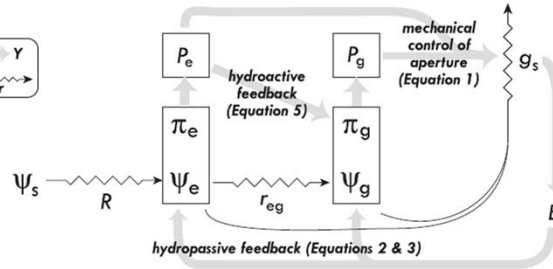 mechanical
control of
aperture
(Equation 1)
Y
r
Pe
Pg
gs
hydroactive
feedback
(Equation 5)
πe
πg
ψs
R
ψe
reg
ψg
E
hydropassive feedback (Equations 2 & 3)